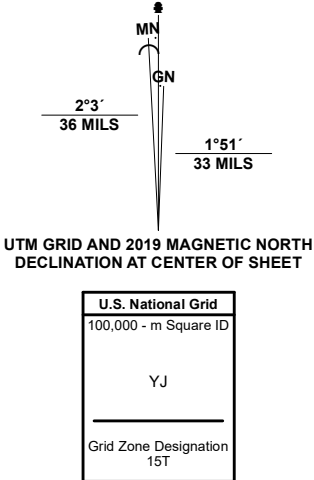 MN
GN
2°3´
36 MILS
1°51´
33 MILS
UTM GRID AND 2019 MAGNETIC NORTH
DECLINATION AT CENTER OF SHEET
U.S. National Grid
100,000 - m Square ID
YJ
Grid Zone Designation
15T